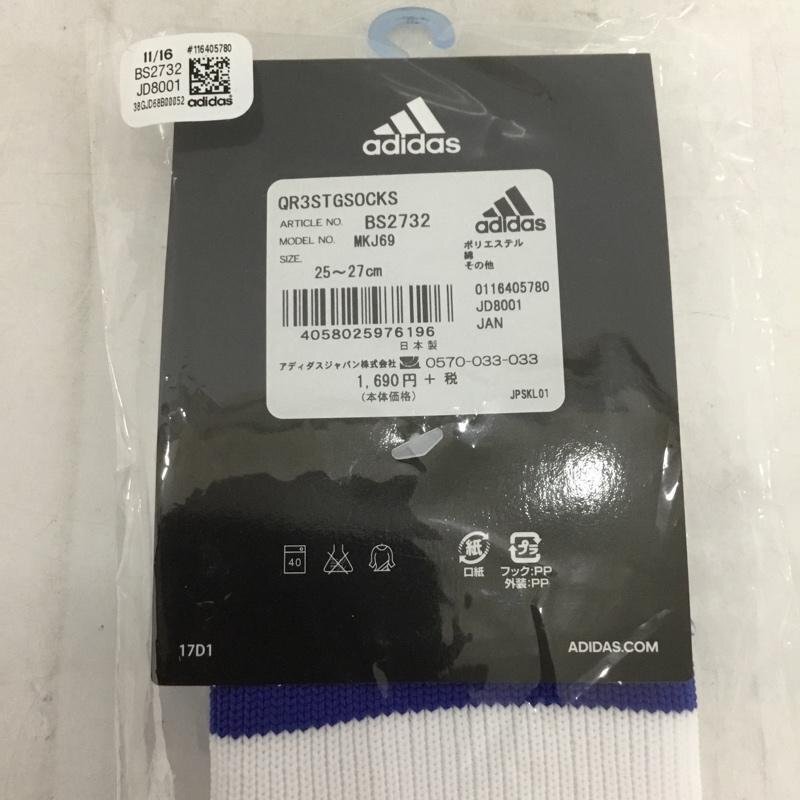 11/16
#116405780
BS2732
JD8001
38GJD68B00052
adidas
adidas
QR3STGSOCKS
ARTICLE NO. BS2732
MODEL NO. MKJ69
SIZE.
25～27cm
4058025976196
日本製
adidas
ポリエステル
綿
その他
0116405780
JD8001
JAN
アディダスジャパン株式会社 0570-033-033
1,690円 + 税
(本体価格)
JPSKL01
40
紙
口紙
プラ
フック:PP
外装:PP
17D1
ADIDAS.COM